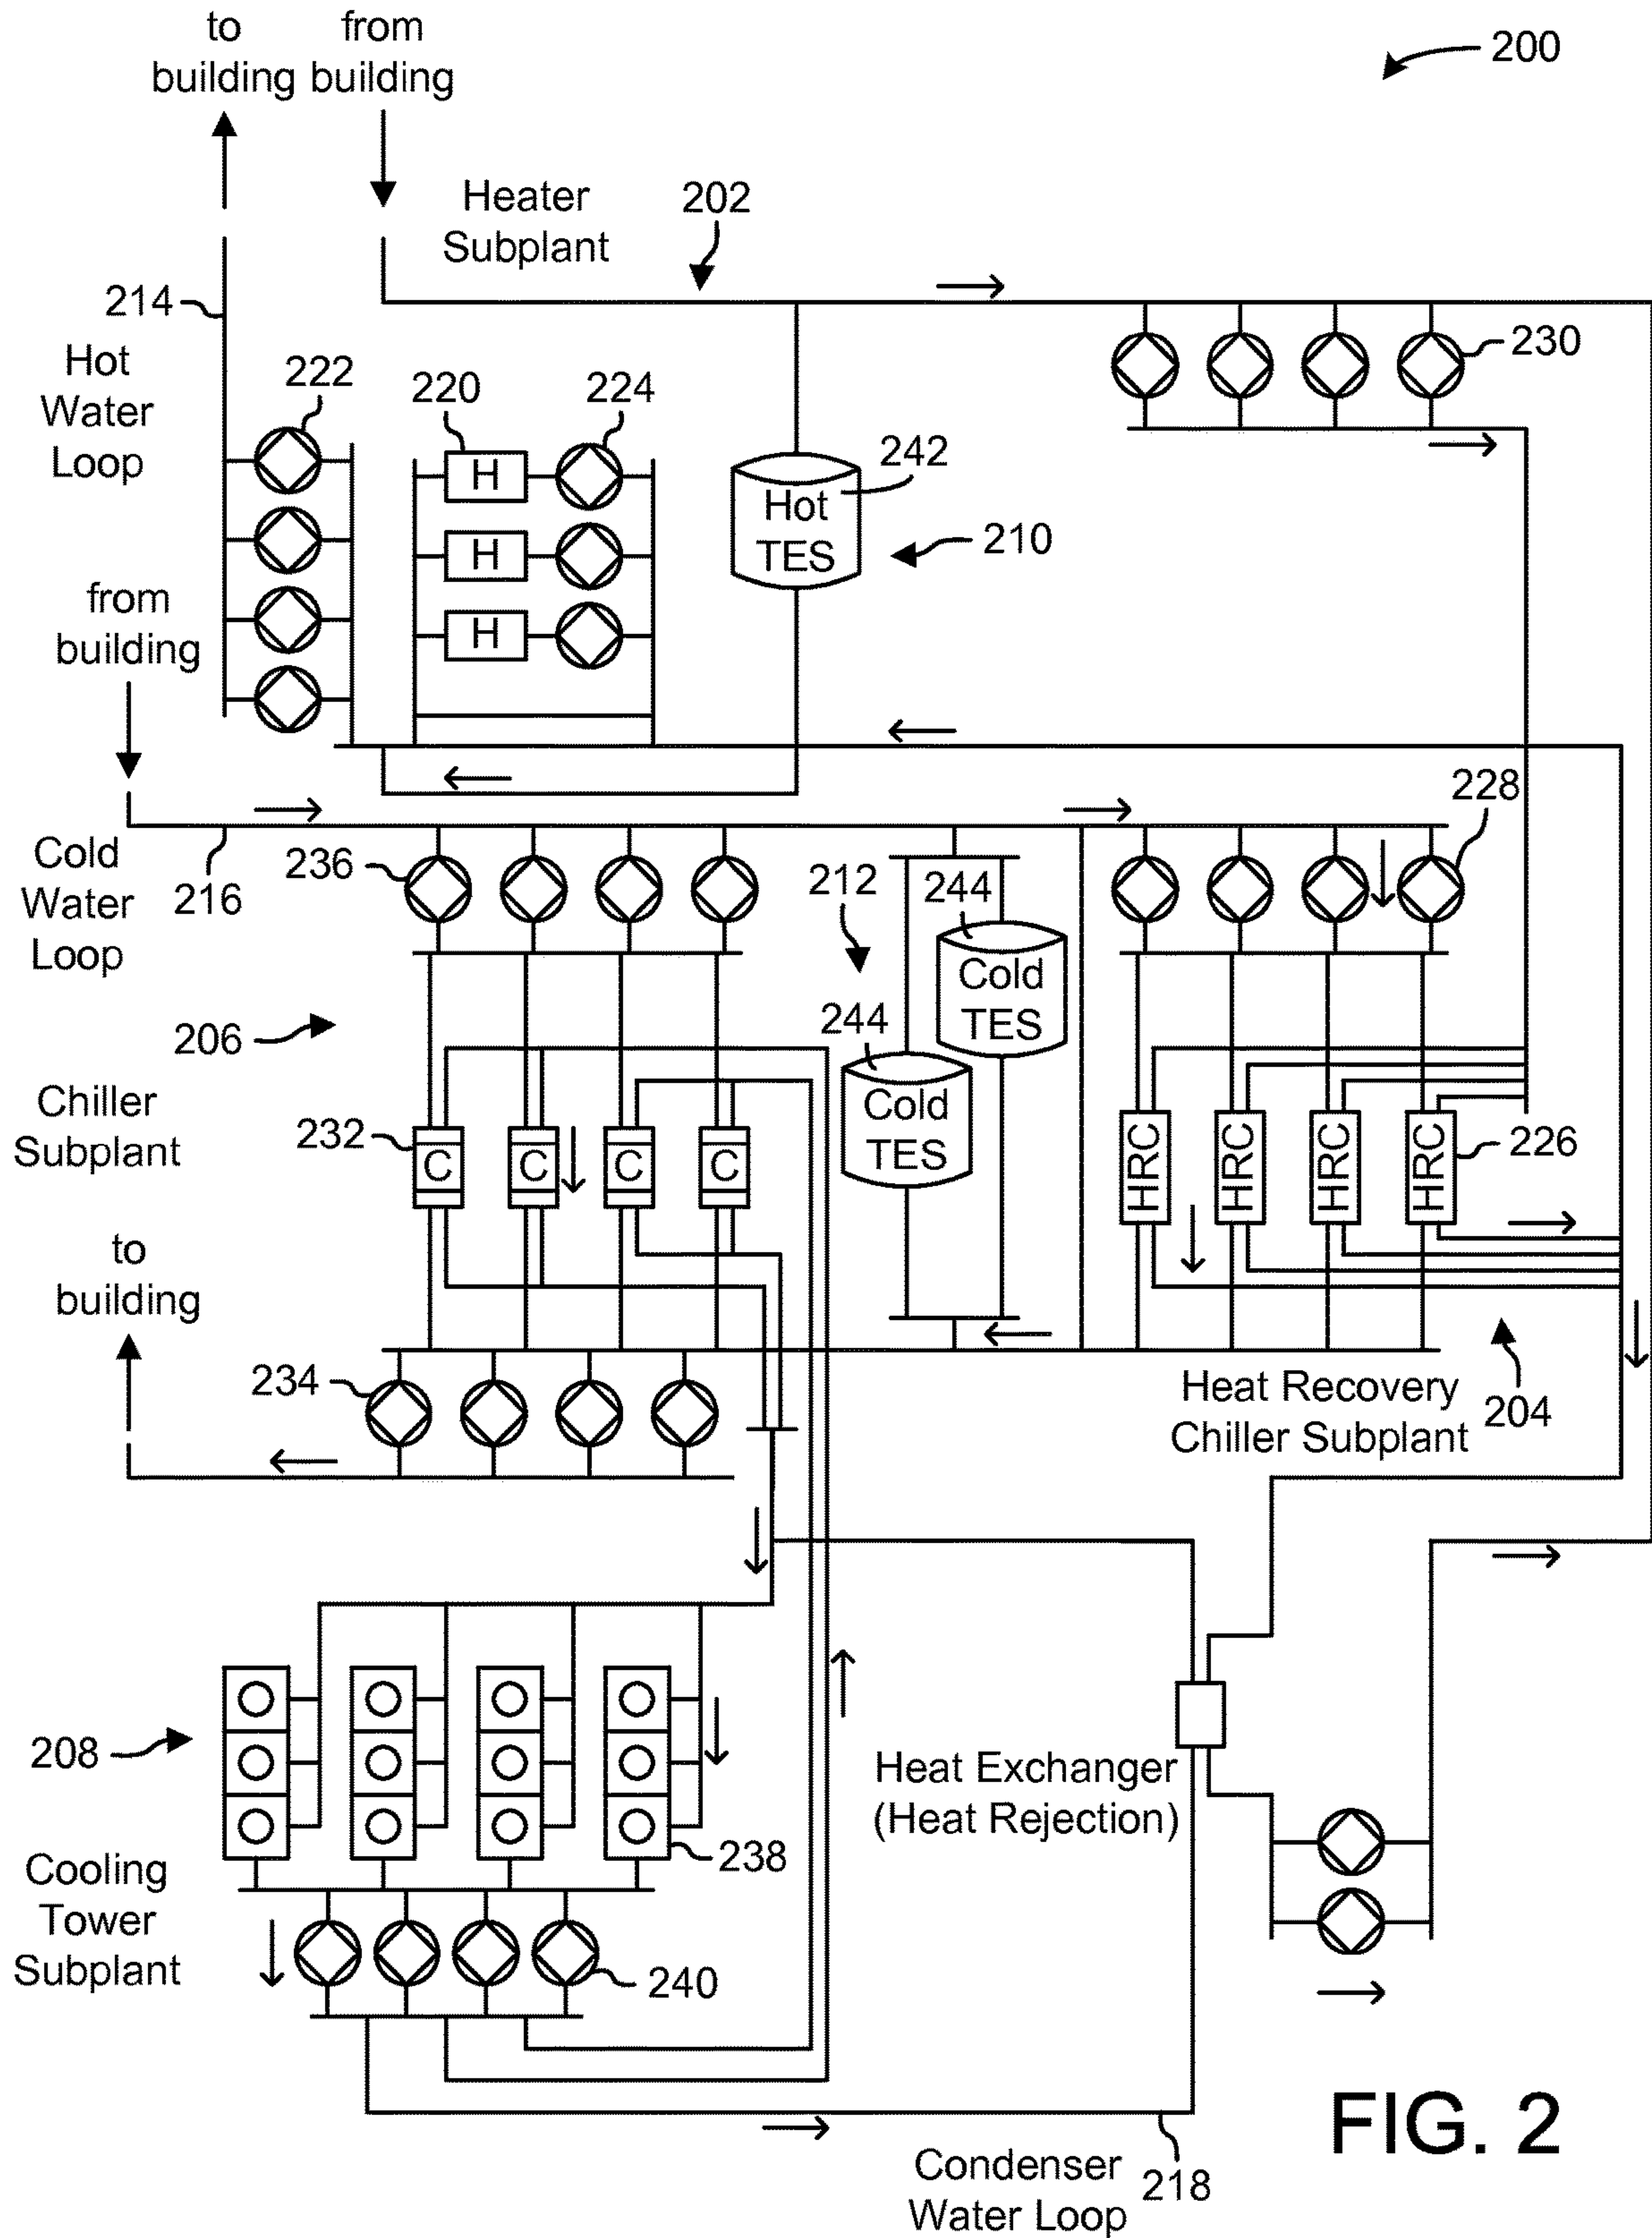 to from
building building
200
Heater
Subplant
202
214
Hot
Water
Loop
222
220
224
230
H
H
H
Hot
TES
242
210
from
building
228
Cold
Water
Loop
216
236
212
244
Cold
TES
244
Cold
TES
206
Chiller
Subplant
232
C C C C
HRC HRC HRC HRC
226
to
building
234
Heat Recovery
Chiller Subplant
204
208
Heat Exchanger
(Heat Rejection)
238
Cooling
Tower
Subplant
240
FIG. 2
Condenser
Water Loop
218